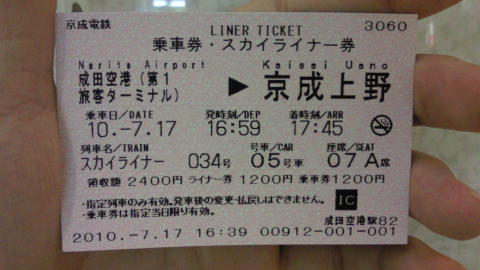 京成電鉄 LINER TICKET 3060
乗車券・スカイライナー券
Narita Airport Keisei Ueno
成田空港(第1旅客ターミナル) ▶ 京成上野
乗車日/DATE 発時刻/DEP 着時刻/ARR
10.-7.17 16:59 17:45
列車名/TRAIN 号車/CAR 座席/SEAT
スカイライナー 034号 05号車 07A席
領収額 2400円 ライナー券 1200円 乗車券1200円
・指定列車のみ有効。発車後の変更・払戻しはできません。
・乗車券は指定当日限り有効。
IC
成田空港駅82
2010.-7.17 16:39 00912-001-001